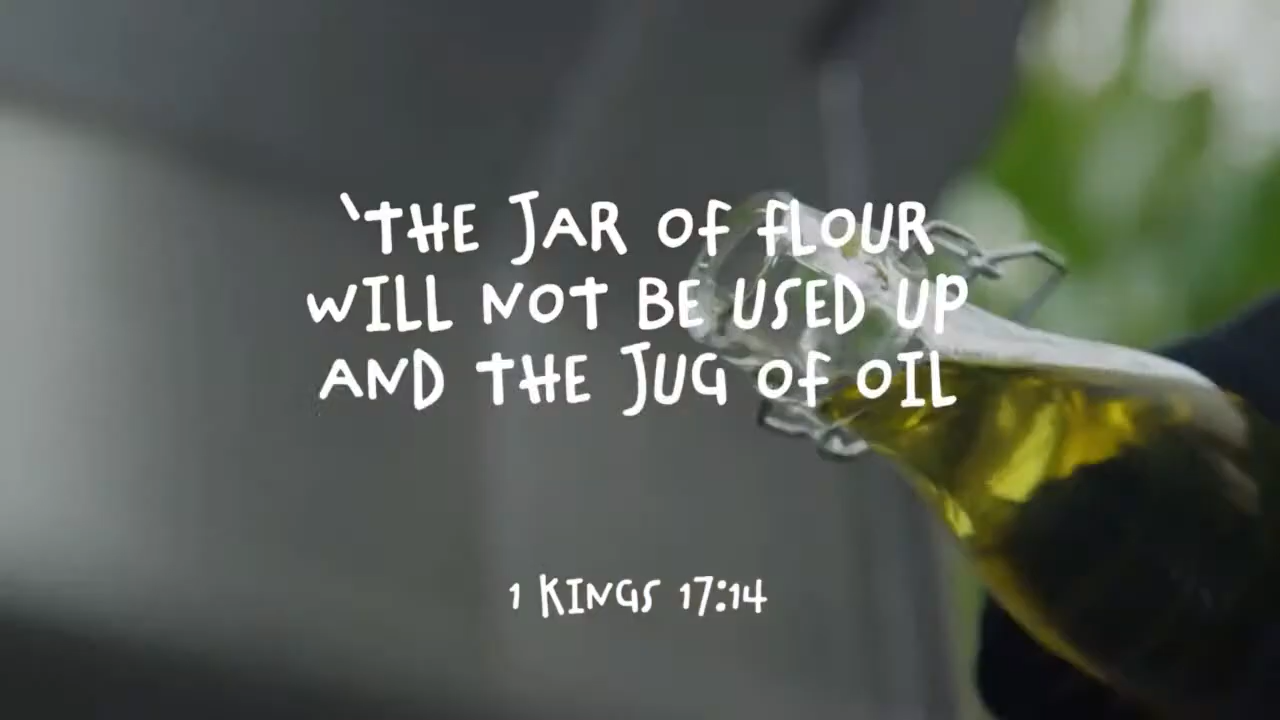 ‘THE JAR OF FLOUR
WILL NOT BE USED UP
AND THE JUG OF OIL
1 KINGS 17:14